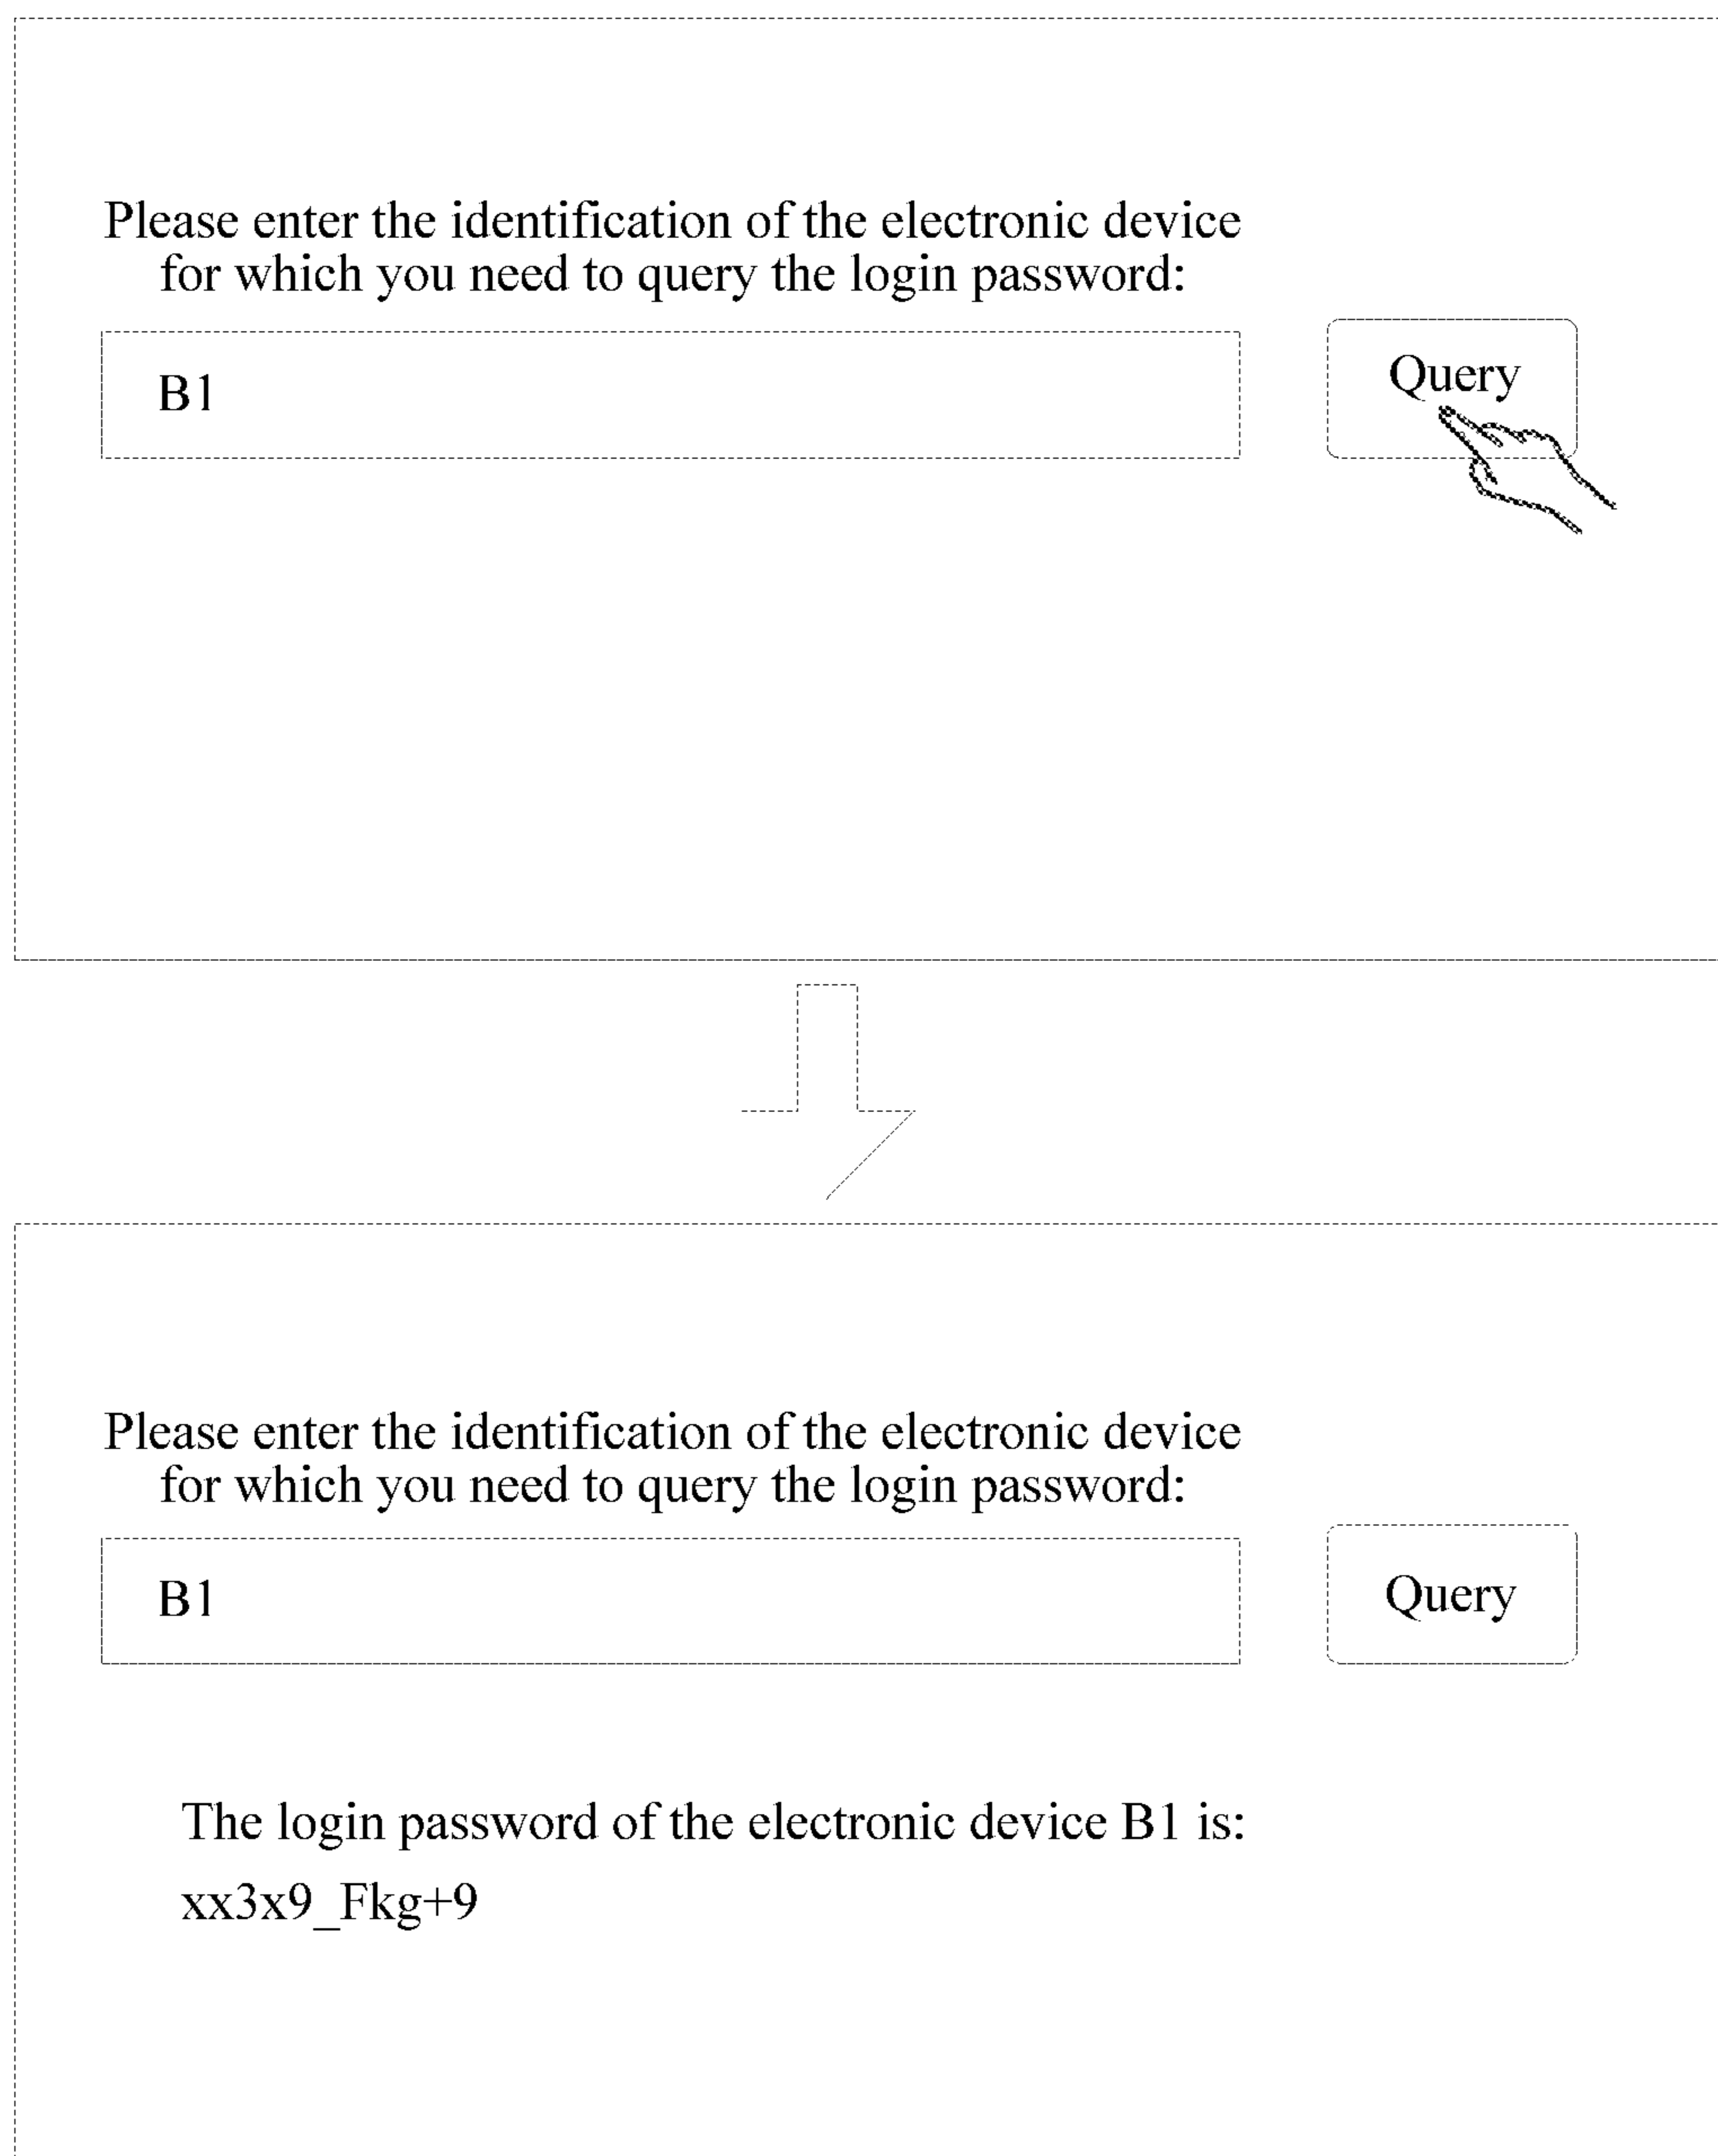 Please enter the identification of the electronic device
for which you need to query the login password:
B1
Query
Please enter the identification of the electronic device
for which you need to query the login password:
B1
Query
The login password of the electronic device B1 is:
xx3x9_Fkg+9